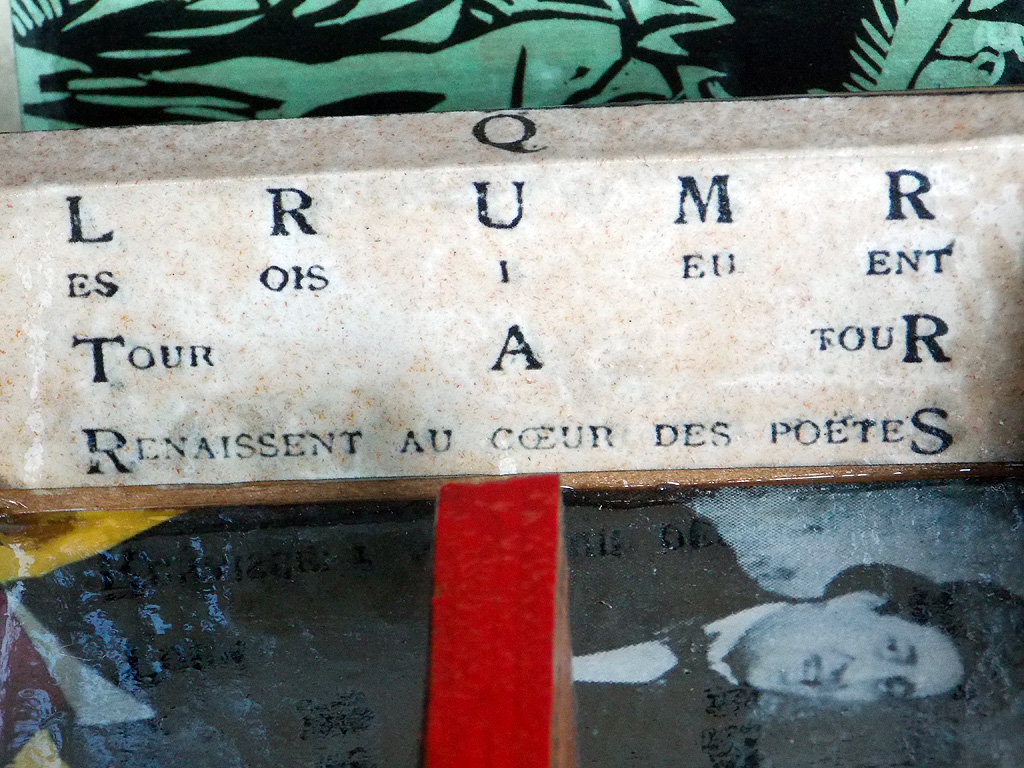 Q
L R U M R
ES OIS I EU ENT
TOUR A TOUR
RENAISSENT AU CŒUR DES POÈTES